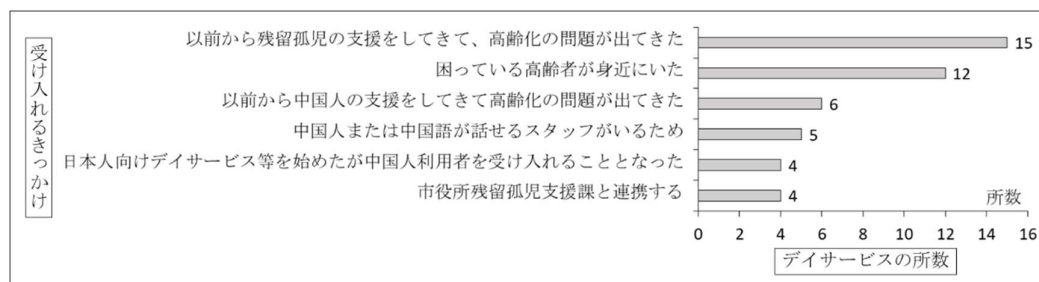 受け入れるきっかけ
以前から残留孤児の支援をしてきて、高齢化の問題が出てきた 15
困っている高齢者が身近にいた 12
以前から中国人の支援をしてきて高齢化の問題が出てきた 6
中国人または中国語が話せるスタッフがいるため 5
日本人向けデイサービス等を始めたが中国人利用者を受け入れることとなった 4
市役所残留孤児支援課と連携する 4
所数
0 2 4 6 8 10 12 14 16
デイサービスの所数